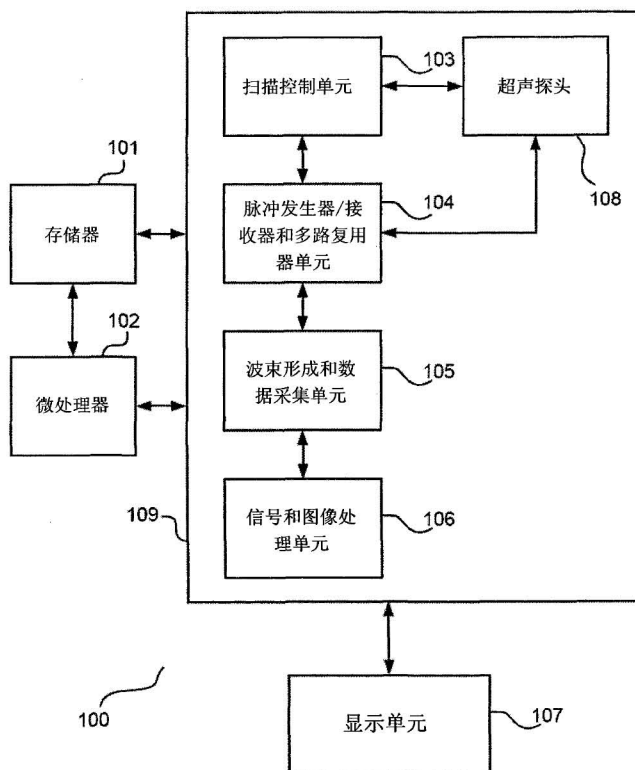 103
扫描控制单元
超声探头
108
101
存储器
脉冲发生器/接
收器和多路复用
器单元
104
102
微处理器
波束形成和数
据采集单元
105
109
信号和图像处
理单元
106
100
显示单元
107